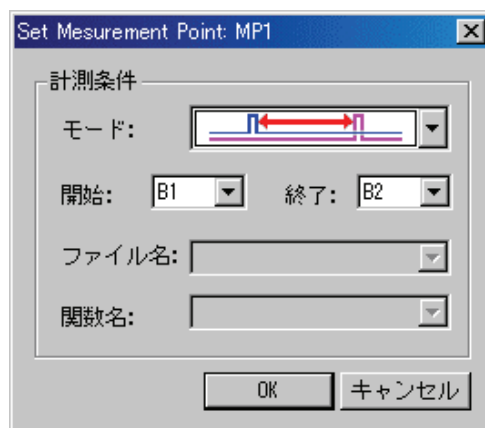 Set Mesurement Point: MP1
計測条件
モード:
開始: B1 終了: B2
ファイル名:
関数名:
OK キャンセル